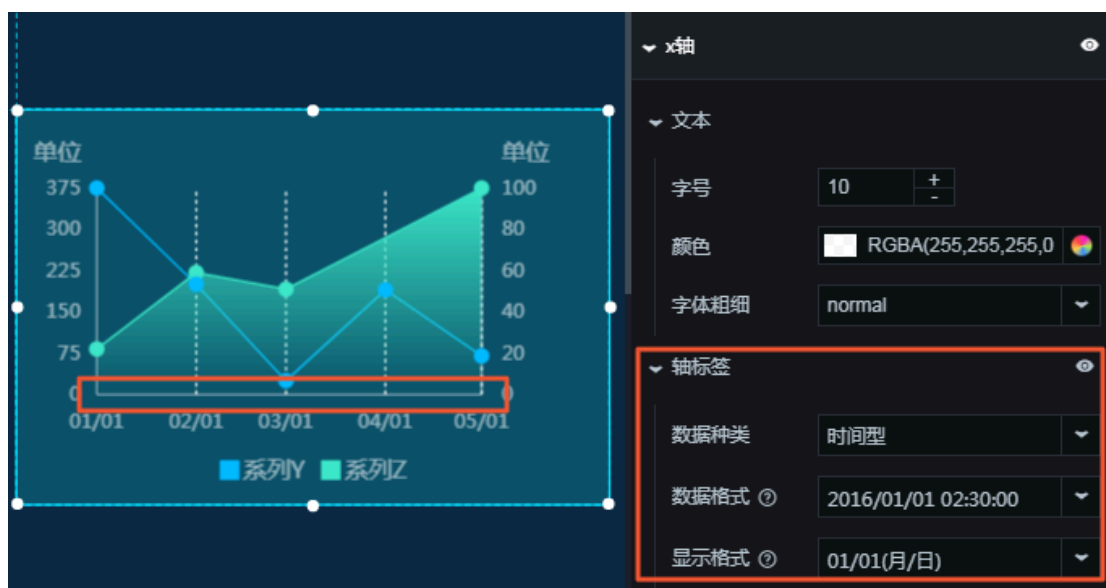 单位 单位
375 100
300 80
225 60
150 40
75 20
0 0
01/01 02/01 03/01 04/01 05/01
系列Y 系列Z
x轴
文本
字号 10 + -
颜色 RGBA(255,255,255,0
字体粗细 normal
轴标签
数据种类 时间型
数据格式 ? 2016/01/01 02:30:00
显示格式 ? 01/01(月/日)